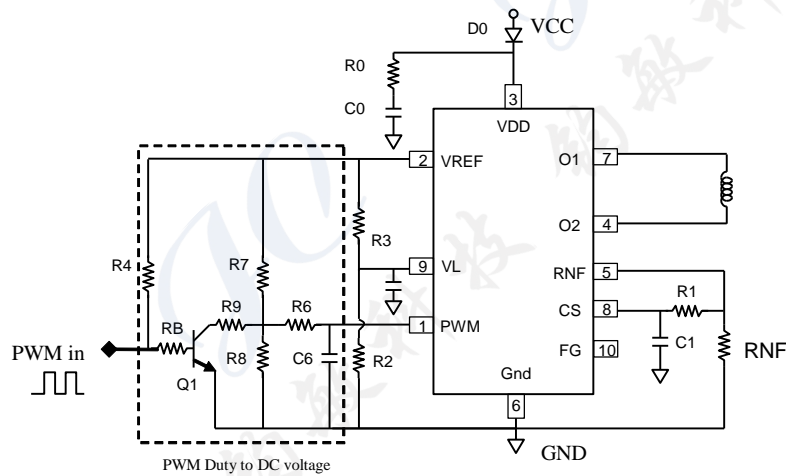 D0 VCC
R0
C0
3
VDD
2 VREF
O1 7
R3
O2 4
R4
R7
9 VL
RNF 5
R9
R6
R1
CS 8
RB
1 PWM
PWM in
R8
C6
R2
FG 10
C1
RNF
Q1
Gnd
6
GND
PWM Duty to DC voltage